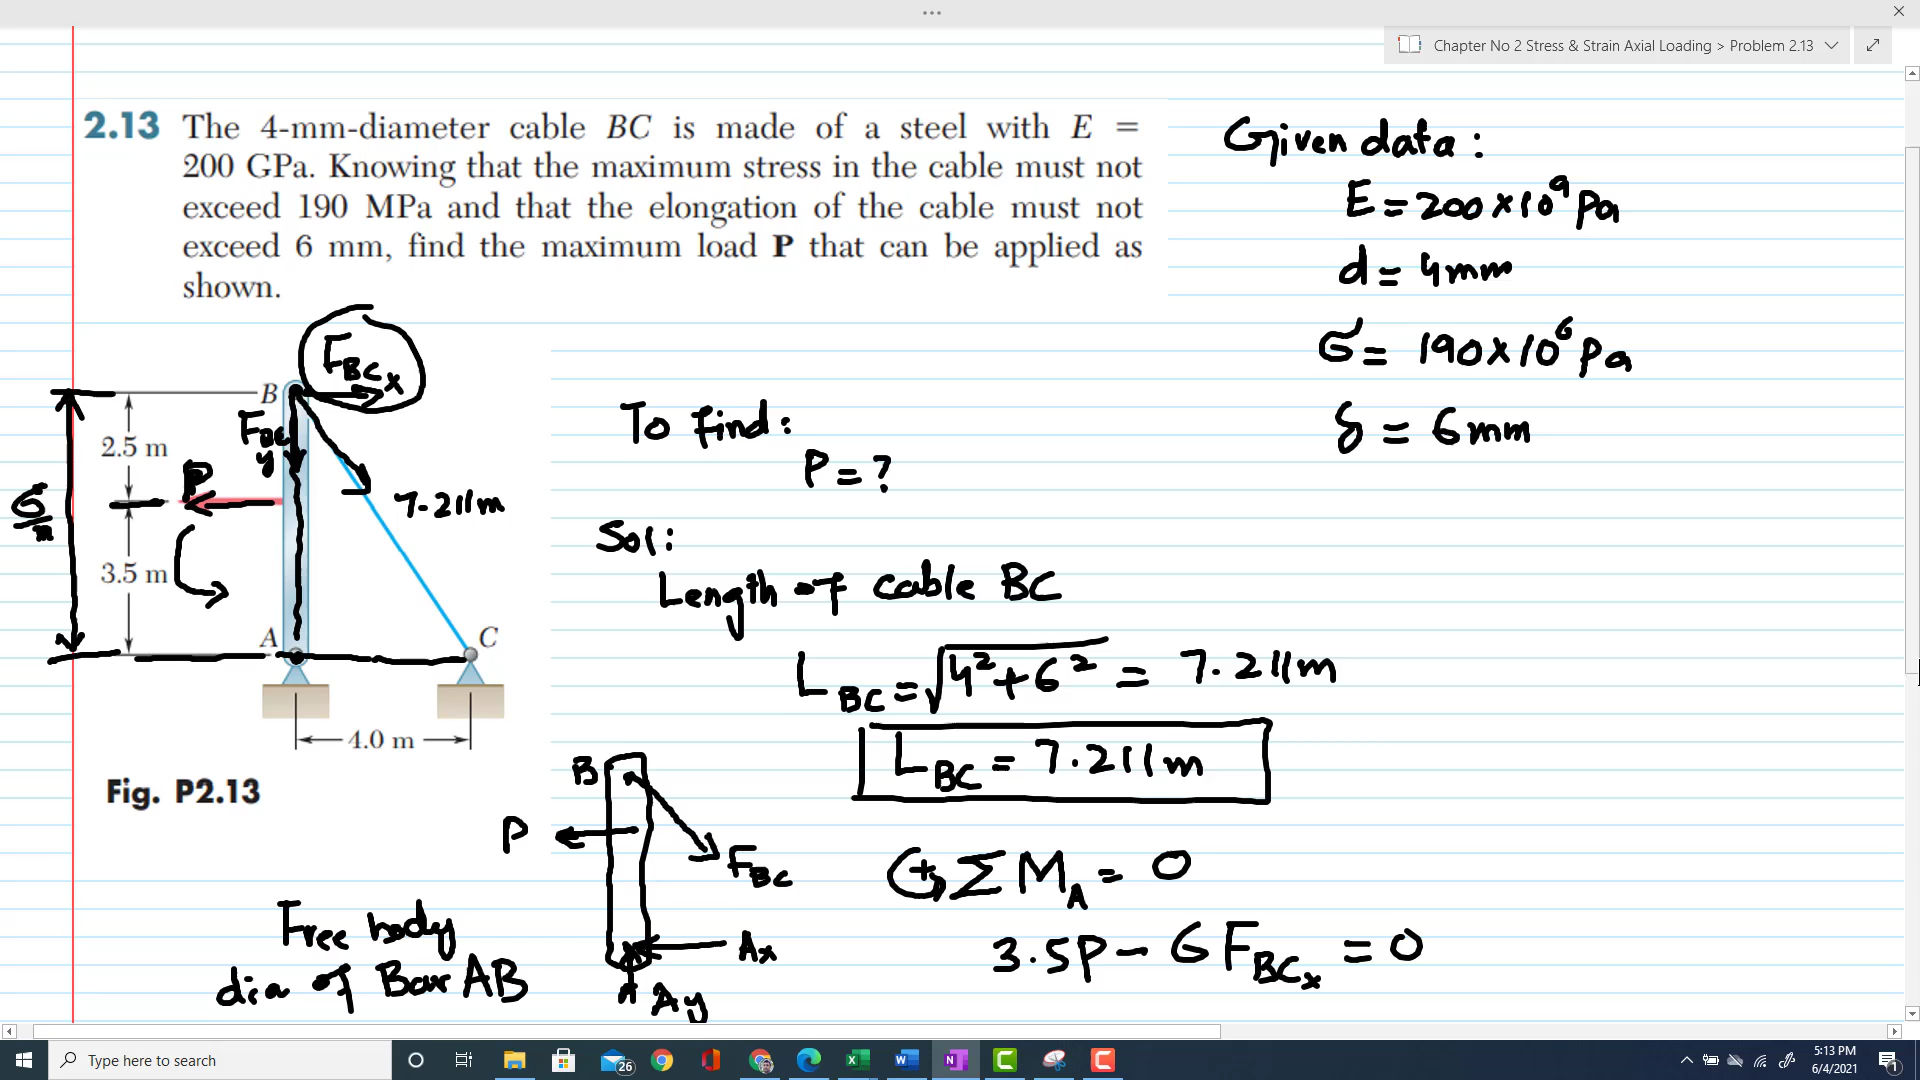 Chapter No 2 Stress & Strain Axial Loading > Problem 2.13
2.13 The 4-mm-diameter cable BC is made of a steel with E =
200 GPa. Knowing that the maximum stress in the cable must not
exceed 190 MPa and that the elongation of the cable must not
exceed 6 mm, find the maximum load P that can be applied as
shown.
Given data:
E = 200×10⁹ Pa
d = 4mm
σ = 190×10⁶ Pa
δ = 6mm
F_BCx
B
F_BCy
2.5 m
P
6m
7.211m
3.5 m
A
C
4.0 m
Fig. P2.13
To find:
P = ?
Sol:
Length of cable BC
L_BC = √4²+6² = 7.211m
L_BC = 7.211m
B
P
F_BC
Ax
Ay
Free body
dia of Bar AB
+ΣM_A = 0
3.5P - 6F_BCx = 0
Type here to search
26
5:13 PM
6/4/2021
1